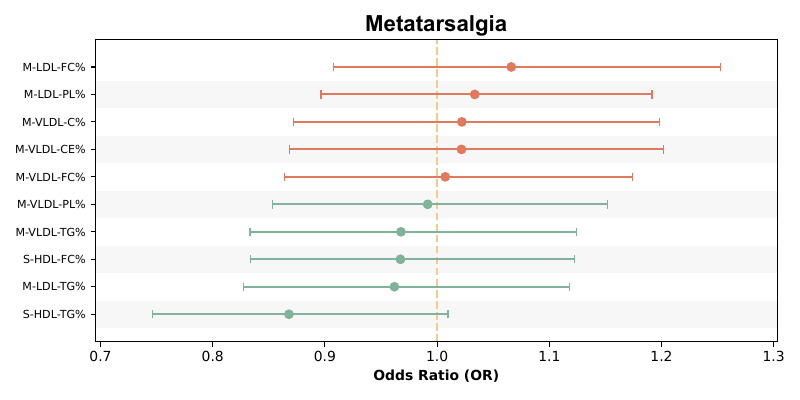 Metatarsalgia
M-LDL-FC%
M-LDL-PL%
M-VLDL-C%
M-VLDL-CE%
M-VLDL-FC%
M-VLDL-PL%
M-VLDL-TG%
S-HDL-FC%
M-LDL-TG%
S-HDL-TG%
0.7 0.8 0.9 1.0 1.1 1.2 1.3
Odds Ratio (OR)